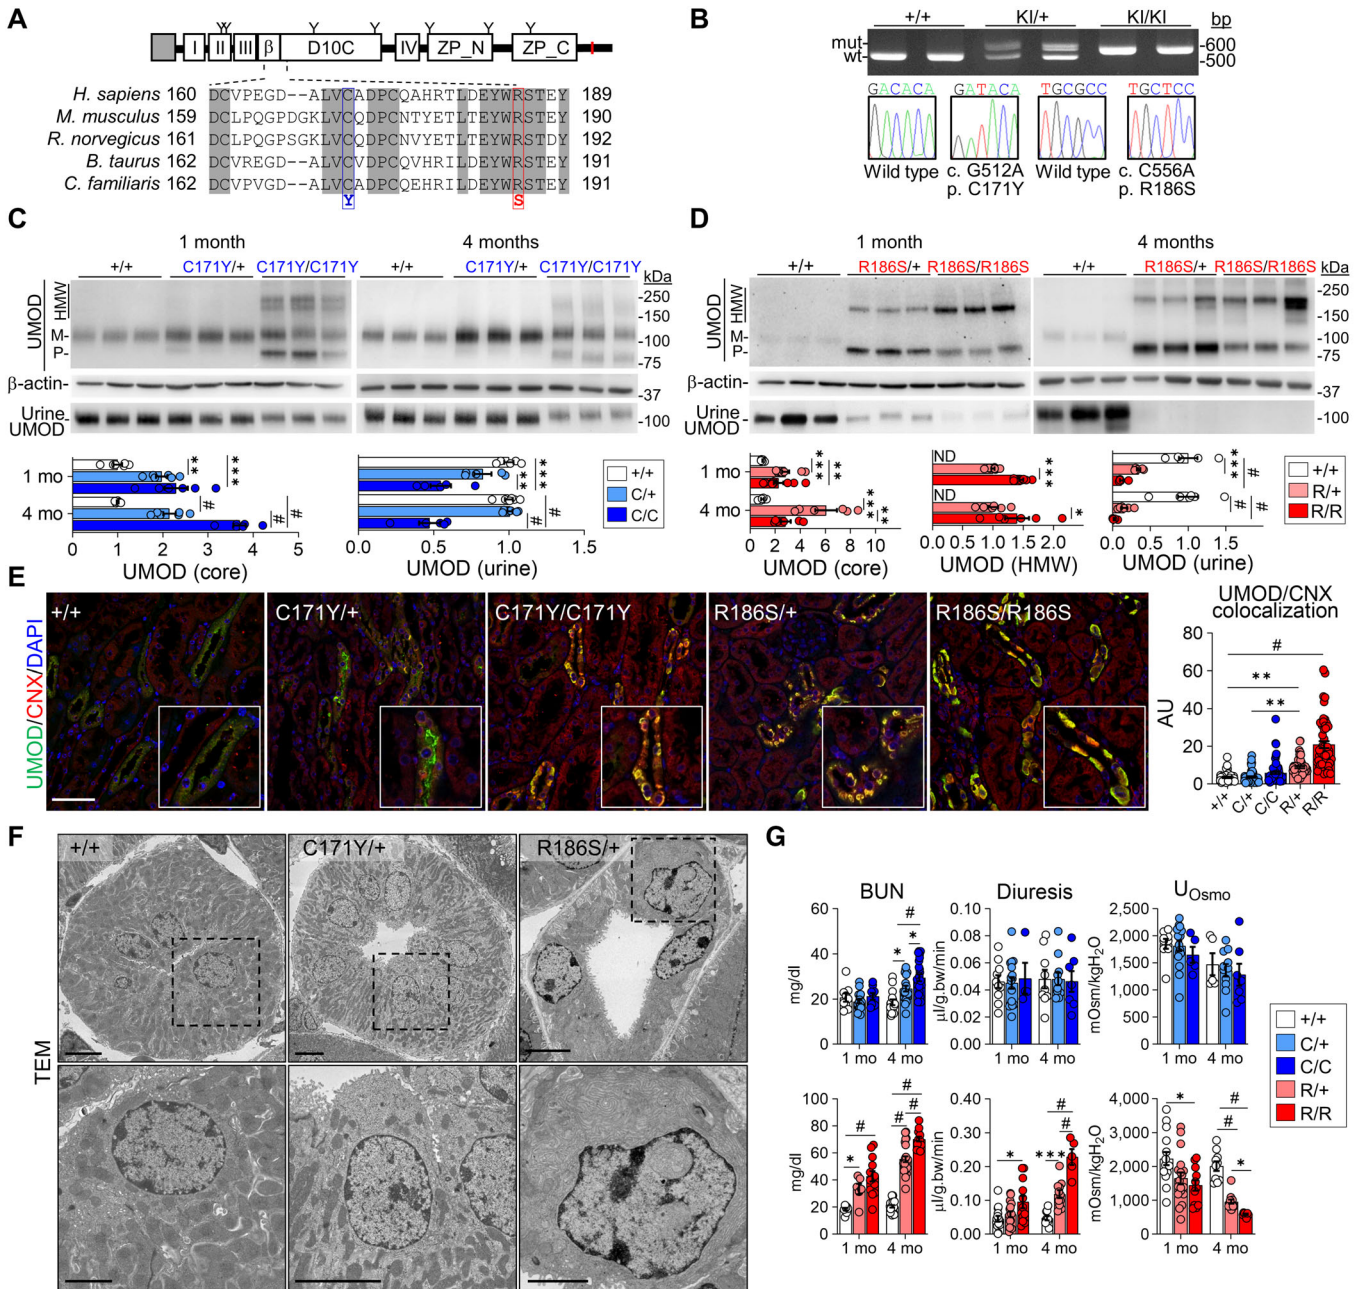 A
Y Y Y Y Y Y Y
I II III β D10C IV ZP_N ZP_C
H. sapiens 160 DCVPEGD--ALVCADPCQAHRTLDEYWRSTEY 189
M. musculus 159 DCLPQGPDGKLVCQDPCNTYETLTEYWRSTEY 190
R. norvegicus 161 DCLPQGPSGKLVCQDPCNVYETLTEYWRSTDY 192
B. taurus 162 DCVREGD--AVLVCVDPCQVHRILDEYWRSTEY 191
C. familiaris 162 DCVPVGD--ALVCADPCQEHRILDEYWRSTEY 191
Y S
B
+/+ KI/+ KI/KI bp
mut
wt
-600
-500
GACACA GATACA TGCGCC TGCTCC
Wild type c. G512A Wild type c. C556A
p. C171Y p. R186S
C
1 month 4 months
+/+ C171Y/+ C171Y/C171Y +/+ C171Y/+ C171Y/C171Y kDa
UMOD
HMW
M-
P-
-250
-150
-100
-75
β-actin-
-37
Urine
UMOD
-100
1 mo
4 mo
** *** # #
*** *** # #
0 1 2 3 4 5
UMOD (core)
0.0 0.5 1.0 1.5
UMOD (urine)
+/+
C/+
C/C
D
1 month 4 months
+/+ R186S/+ R186S/R186S +/+ R186S/+ R186S/R186S kDa
UMOD
HMW
M-
P-
-250
-150
-100
-75
β-actin-
-37
Urine
UMOD
-100
1 mo
4 mo
ND
ND
0 2 4 6 8 10
UMOD (core)
0.0 0.5 1.0 1.5 2.0
UMOD (HMW)
0.0 0.5 1.0 1.5
UMOD (urine)
+/+
R/+
R/R
E
UMOD/CNX/DAPI
+/+ C171Y/+ C171Y/C171Y R186S/+ R186S/R186S
UMOD/CNX
colocalization
AU
80
60
40
20
0
#
**
**
+/+ C/+ C/C R/+ R/R
F
TEM
+/+ C171Y/+ R186S/+
G
BUN Diuresis U Osmo
mg/dl
60
40
20
0
# * *
1 mo 4 mo
µl/g.bw/min
0.10
0.08
0.06
0.04
0.02
0.00
1 mo 4 mo
mOsm/kgH2O
2,500
2,000
1,500
1,000
500
0
1 mo 4 mo
+/+
C/+
C/C
R/+
R/R
mg/dl
80
60
40
20
0
* # # # #
1 mo 4 mo
µl/g.bw/min
0.40
0.30
0.20
0.10
0.00
* *** # #
1 mo 4 mo
mOsm/kgH2O
4,000
3,000
2,000
1,000
0
* # # *
1 mo 4 mo